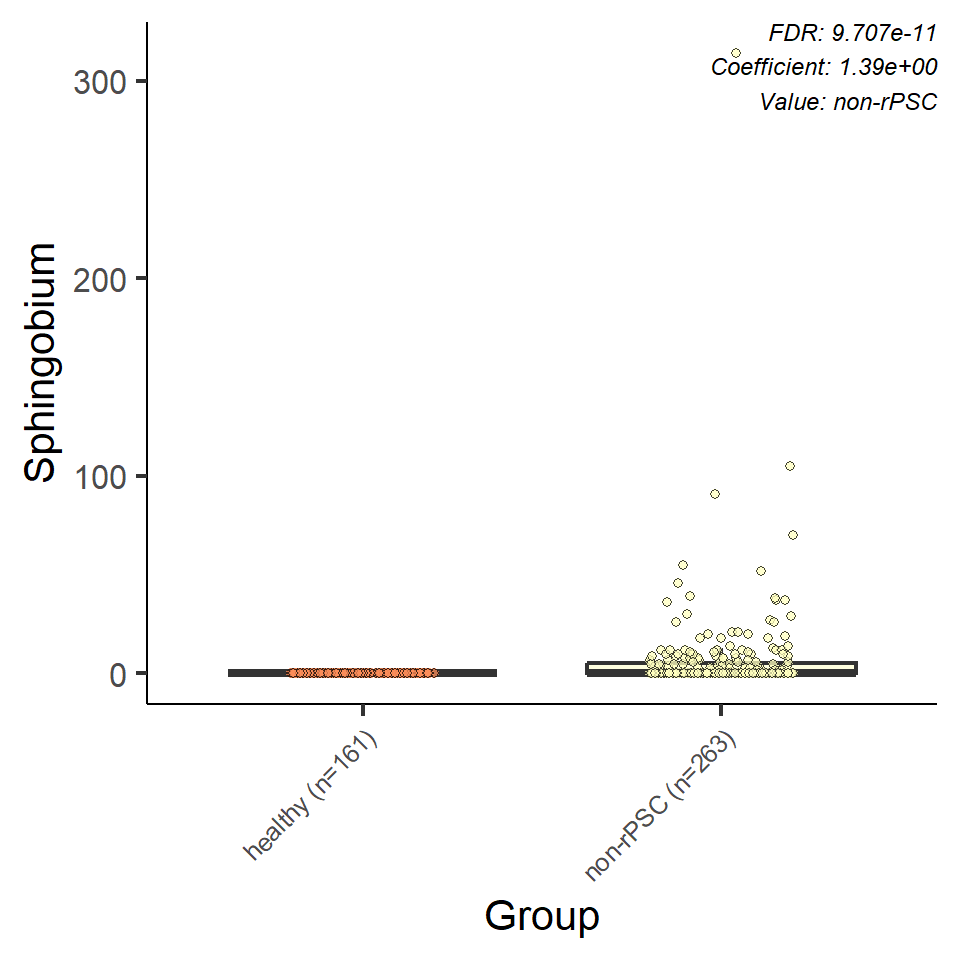 FDR: 9.707e-11
Coefficient: 1.39e+00
Value: non-rPSC
Sphingobium
300
200
100
0
healthy (n=161)
non-rPSC (n=263)
Group